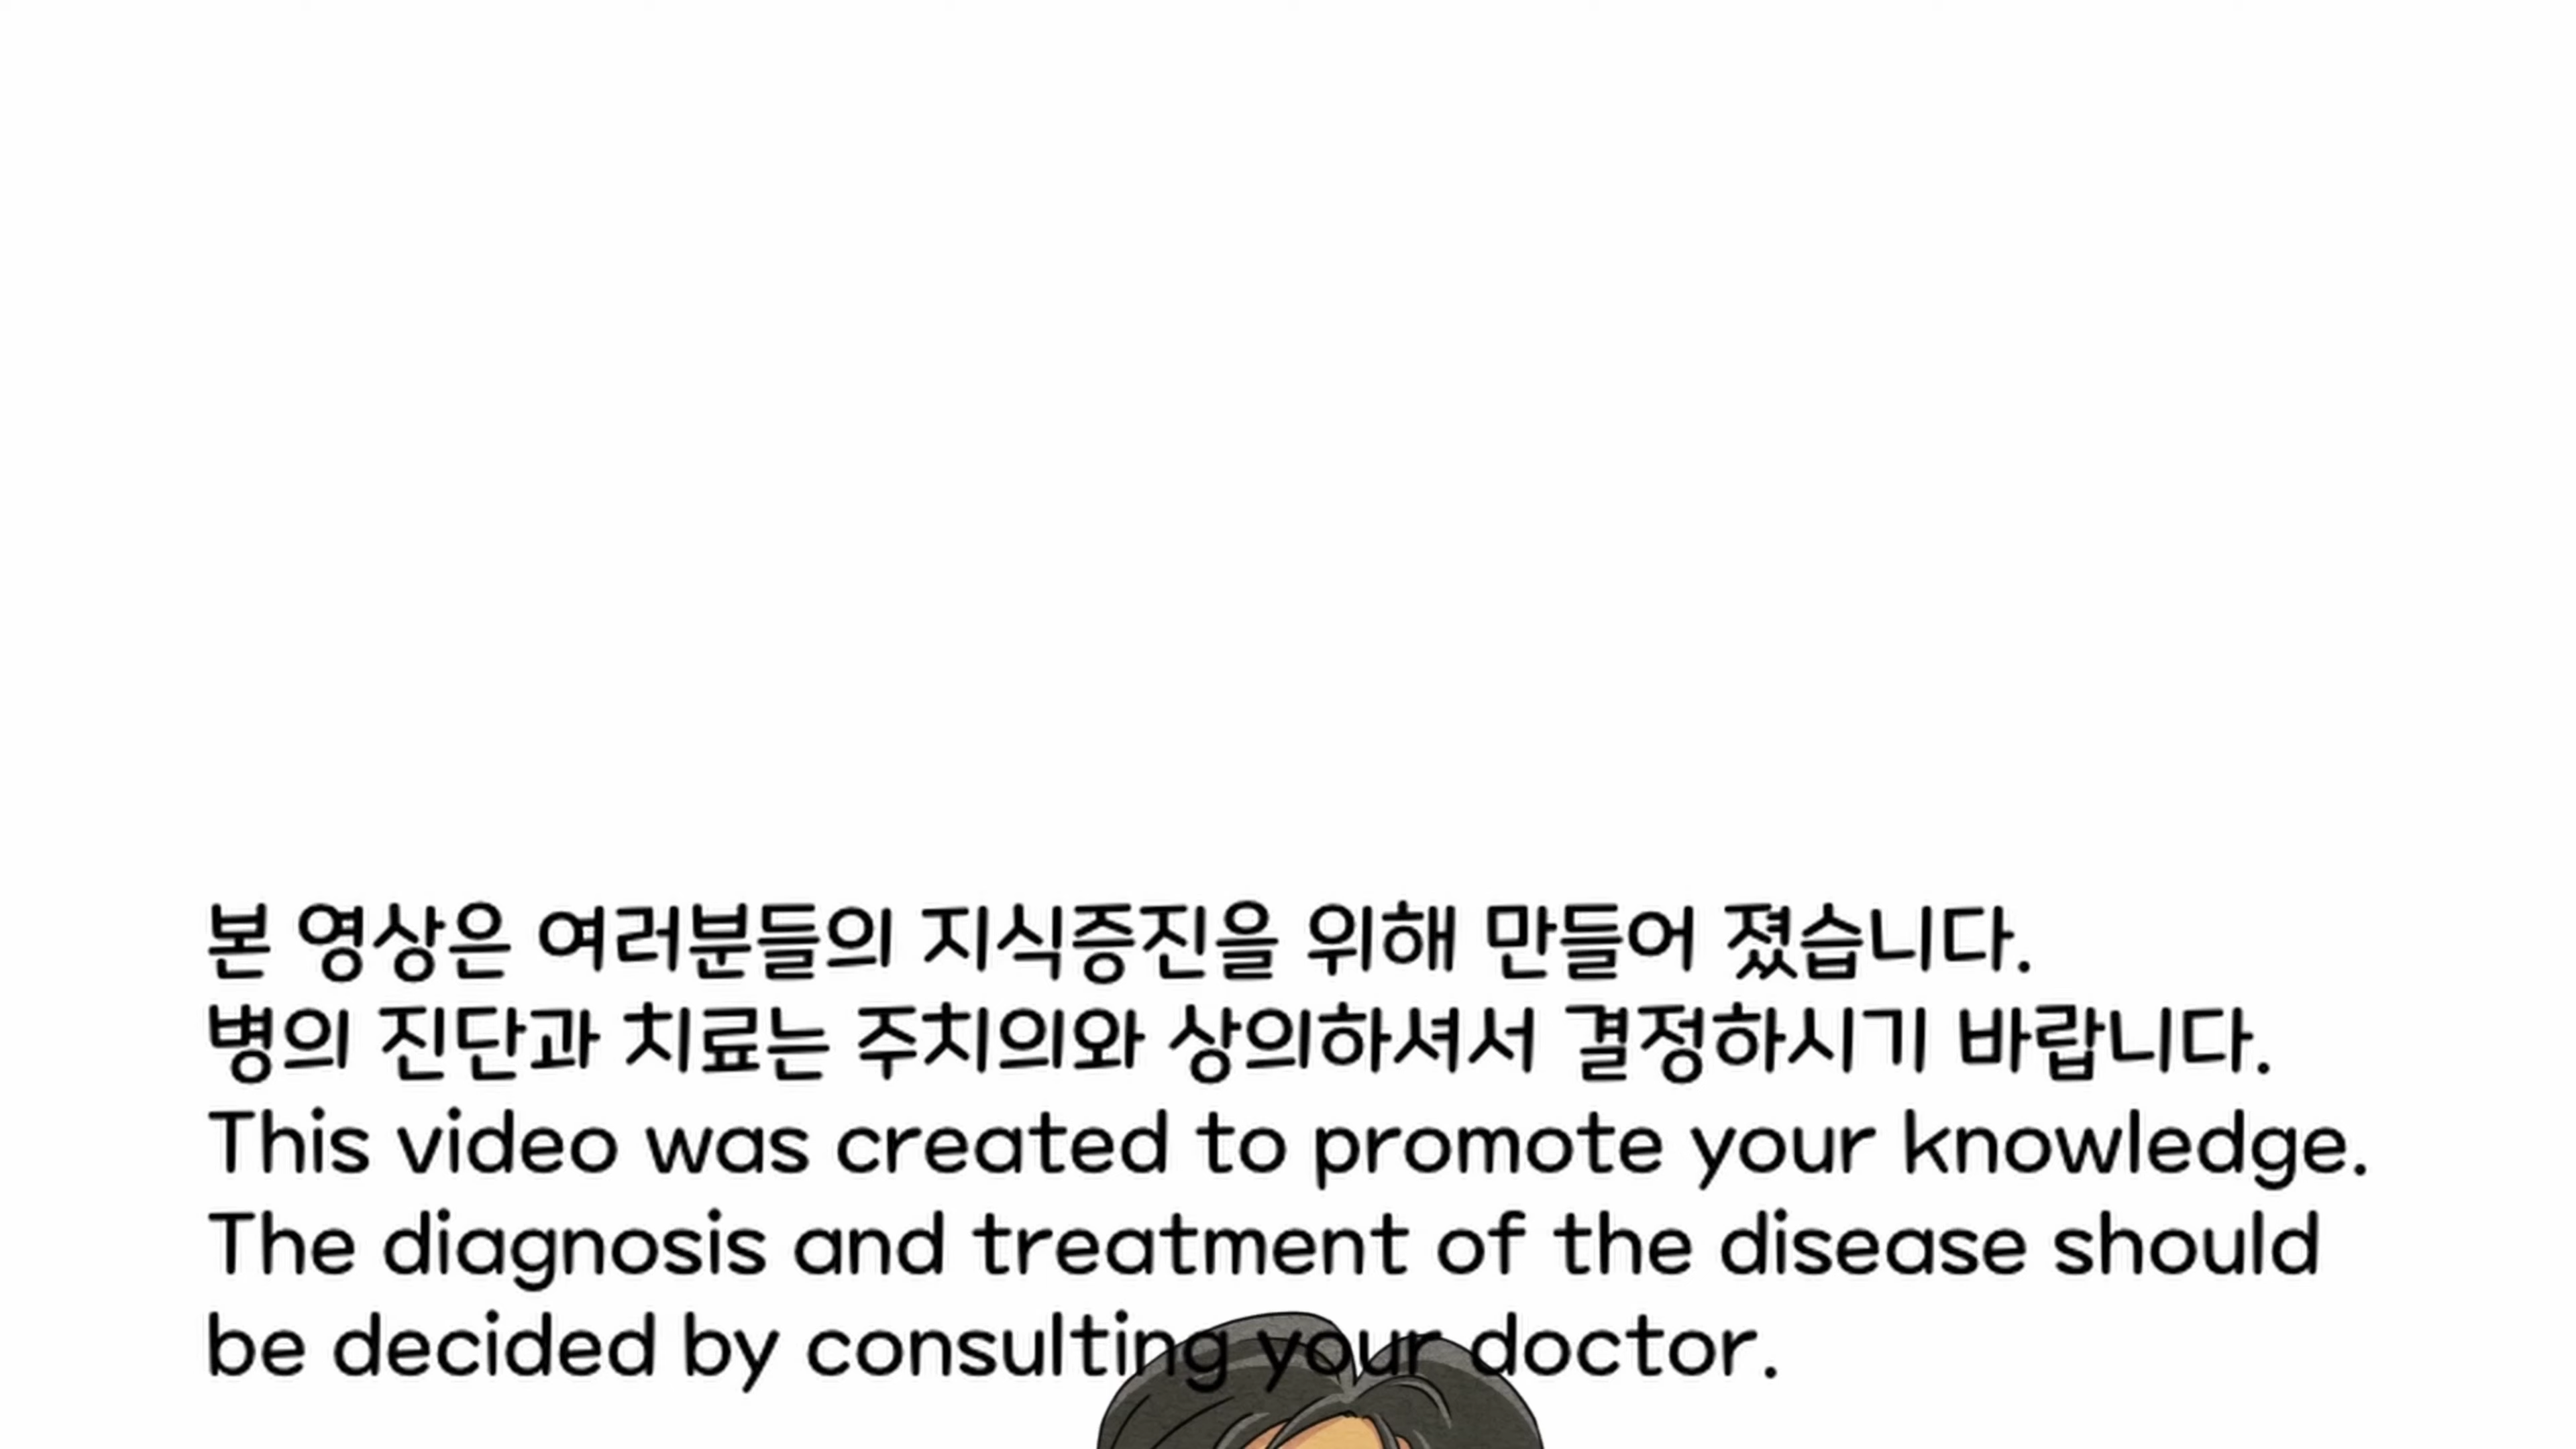 본 영상은 여러분들의 지식증진을 위해 만들어 졌습니다.
병의 진단과 치료는 주치의와 상의하셔서 결정하시기 바랍니다.
This video was created to promote your knowledge.
The diagnosis and treatment of the disease should
be decided by consulting your doctor.